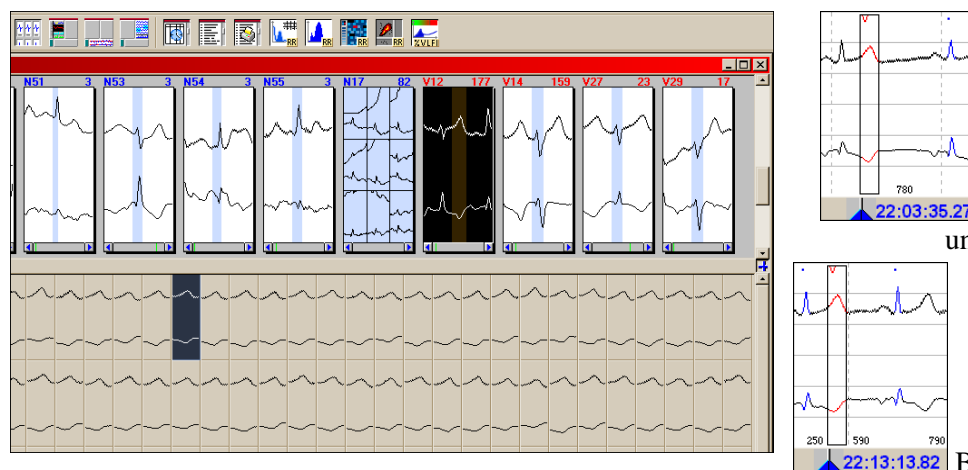 RR RR RR RR %VLF
N51 3 N53 3 N54 3 N55 3 N17 82 V12 177 V14 159 V27 23 V29 17
V
780
22:03:35.27
un
V
250 590 790
22:13:13.82